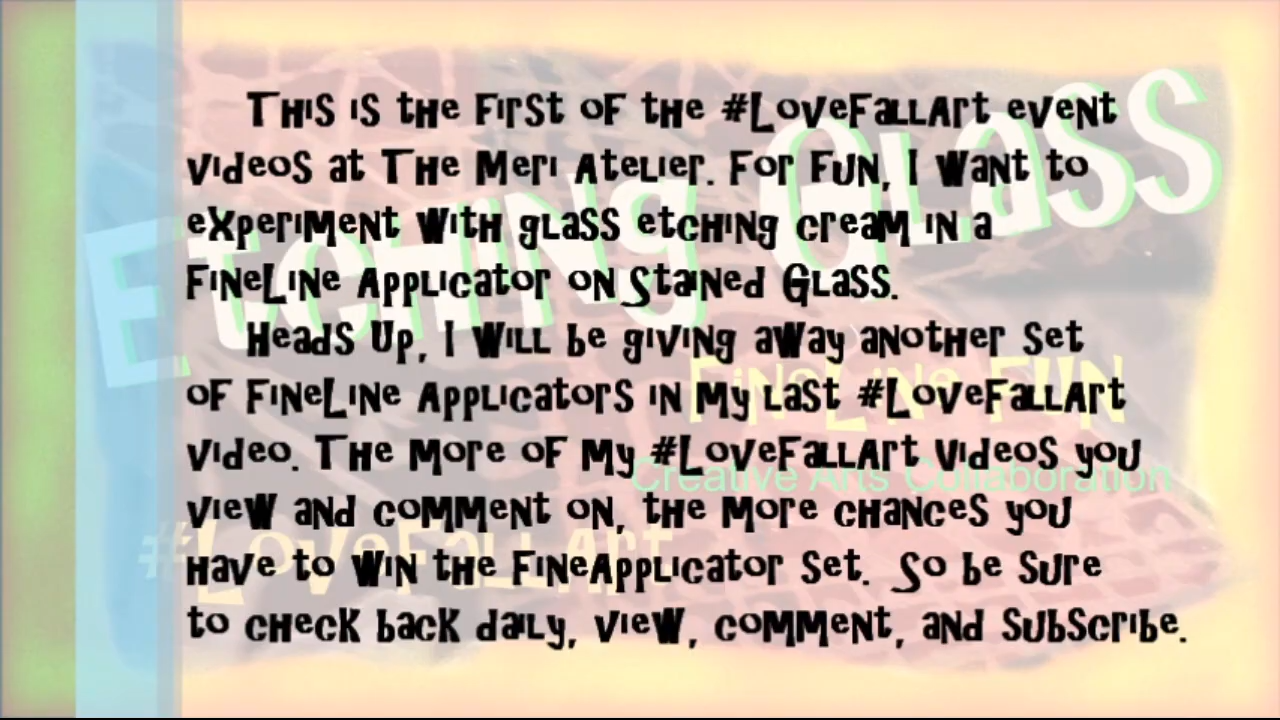 This is the first of the #LoveFallArt event
videos at The Meri Atelier. For fun, I want to
experiment with glass etching cream in a
FineLine Applicator on Stained Glass.
Heads Up, I will be giving away another set
of FineLine Applicators in my last #LoveFallArt
video. The more of my #LoveFallArt videos you
view and comment on, the more chances you
have to win the FineApplicator set. So be sure
to check back daily, view, comment, and subscribe.
Etching Glass
FineLine FUN
Creative Arts Collaboration
#LoveFallArt